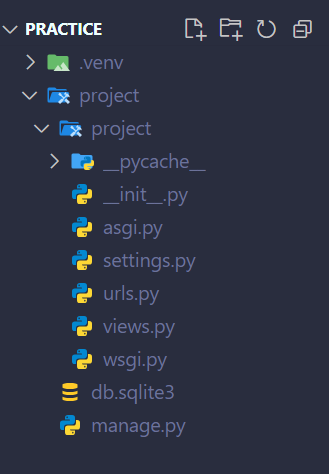 PRACTICE
.venv
project
project
__pycache__
__init__.py
asgi.py
settings.py
urls.py
views.py
wsgi.py
db.sqlite3
manage.py